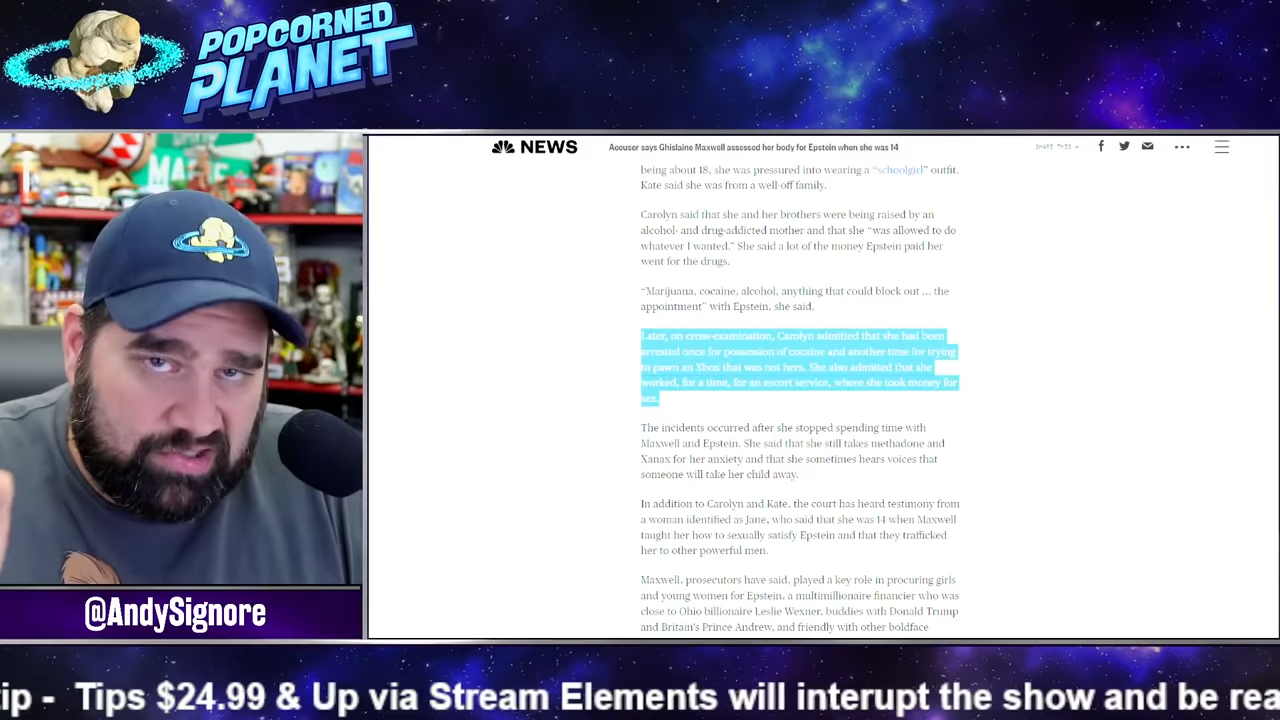 POPCORNED
PLANET
NEWS
Accuser says Ghislaine Maxwell assessed her body for Epstein when she was 14
SHARE THIS
being about 18, she was pressured into wearing a “schoolgirl” outfit.
Kate said she was from a well-off family.
Carolyn said that she and her brothers were being raised by an
alcohol- and drug-addicted mother and that she “was allowed to do
whatever I wanted.” She said a lot of the money Epstein paid her
went for the drugs.
“Marijuana, cocaine, alcohol, anything that could block out ... the
appointment” with Epstein, she said.
Later, on cross-examination, Carolyn admitted that she had been
arrested once for possession of cocaine and another time for trying
to pawn an Xbox that was not hers. She also admitted that she
worked, for a time, for an escort service, where she took money for
sex.
The incidents occurred after she stopped spending time with
Maxwell and Epstein. She said that she still takes methadone and
Xanax for her anxiety and that she sometimes hears voices that
someone will take her child away.
In addition to Carolyn and Kate, the court has heard testimony from
a woman identified as Jane, who said that she was 14 when Maxwell
taught her how to sexually satisfy Epstein and that they trafficked
her to other powerful men.
Maxwell, prosecutors have said, played a key role in procuring girls
and young women for Epstein, a multimillionaire financier who was
close to Ohio billionaire Leslie Wexner, buddies with Donald Trump
and Britain's Prince Andrew, and friendly with other boldface
@AndySignore
ip - Tips $24.99 & Up via Stream Elements will interupt the show and be rea